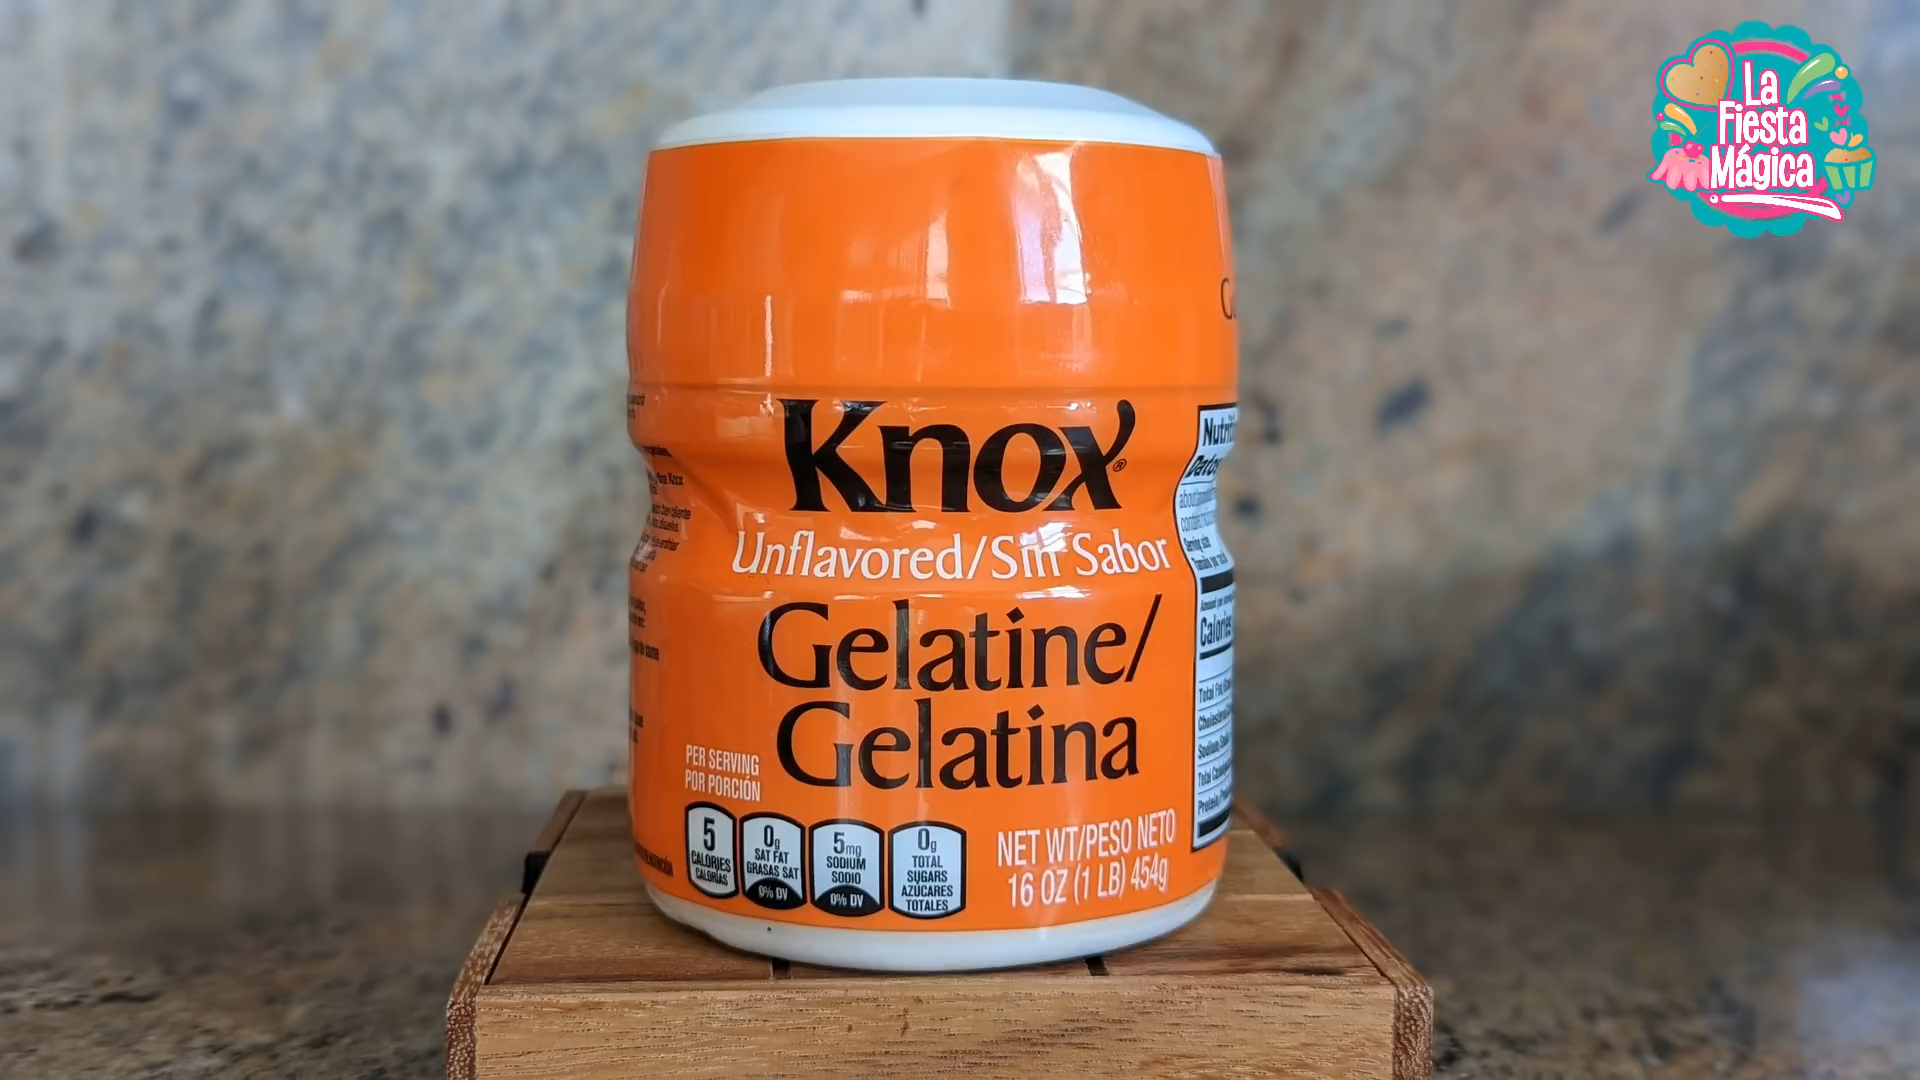 La
Fiesta
Mágica
Knox®
Unflavored/Sin Sabor
Gelatine/
Gelatina
PER SERVING
POR PORCIÓN
5
CALORIES
CALORÍAS
0g
SAT FAT
GRASAS SAT
0% DV
5mg
SODIUM
SODIO
0% DV
0g
TOTAL
SUGARS
AZÚCARES
TOTALES
NET WT/PESO NETO
16 OZ (1 LB) 454g
Calories